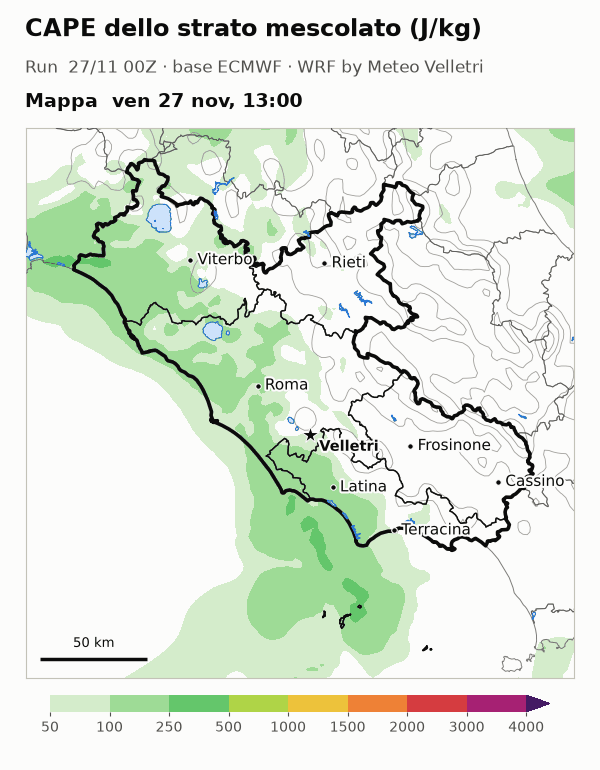 CAPE dello strato mescolato (J/kg)
Run  27/11 00Z · base ECMWF · WRF by Meteo Velletri
Mappa  ven 27 nov, 13:00
Viterbo
Rieti
Roma
Velletri
Frosinone
Cassino
Latina
Terracina
50 km
50 100 250 500 1000 1500 2000 3000 4000